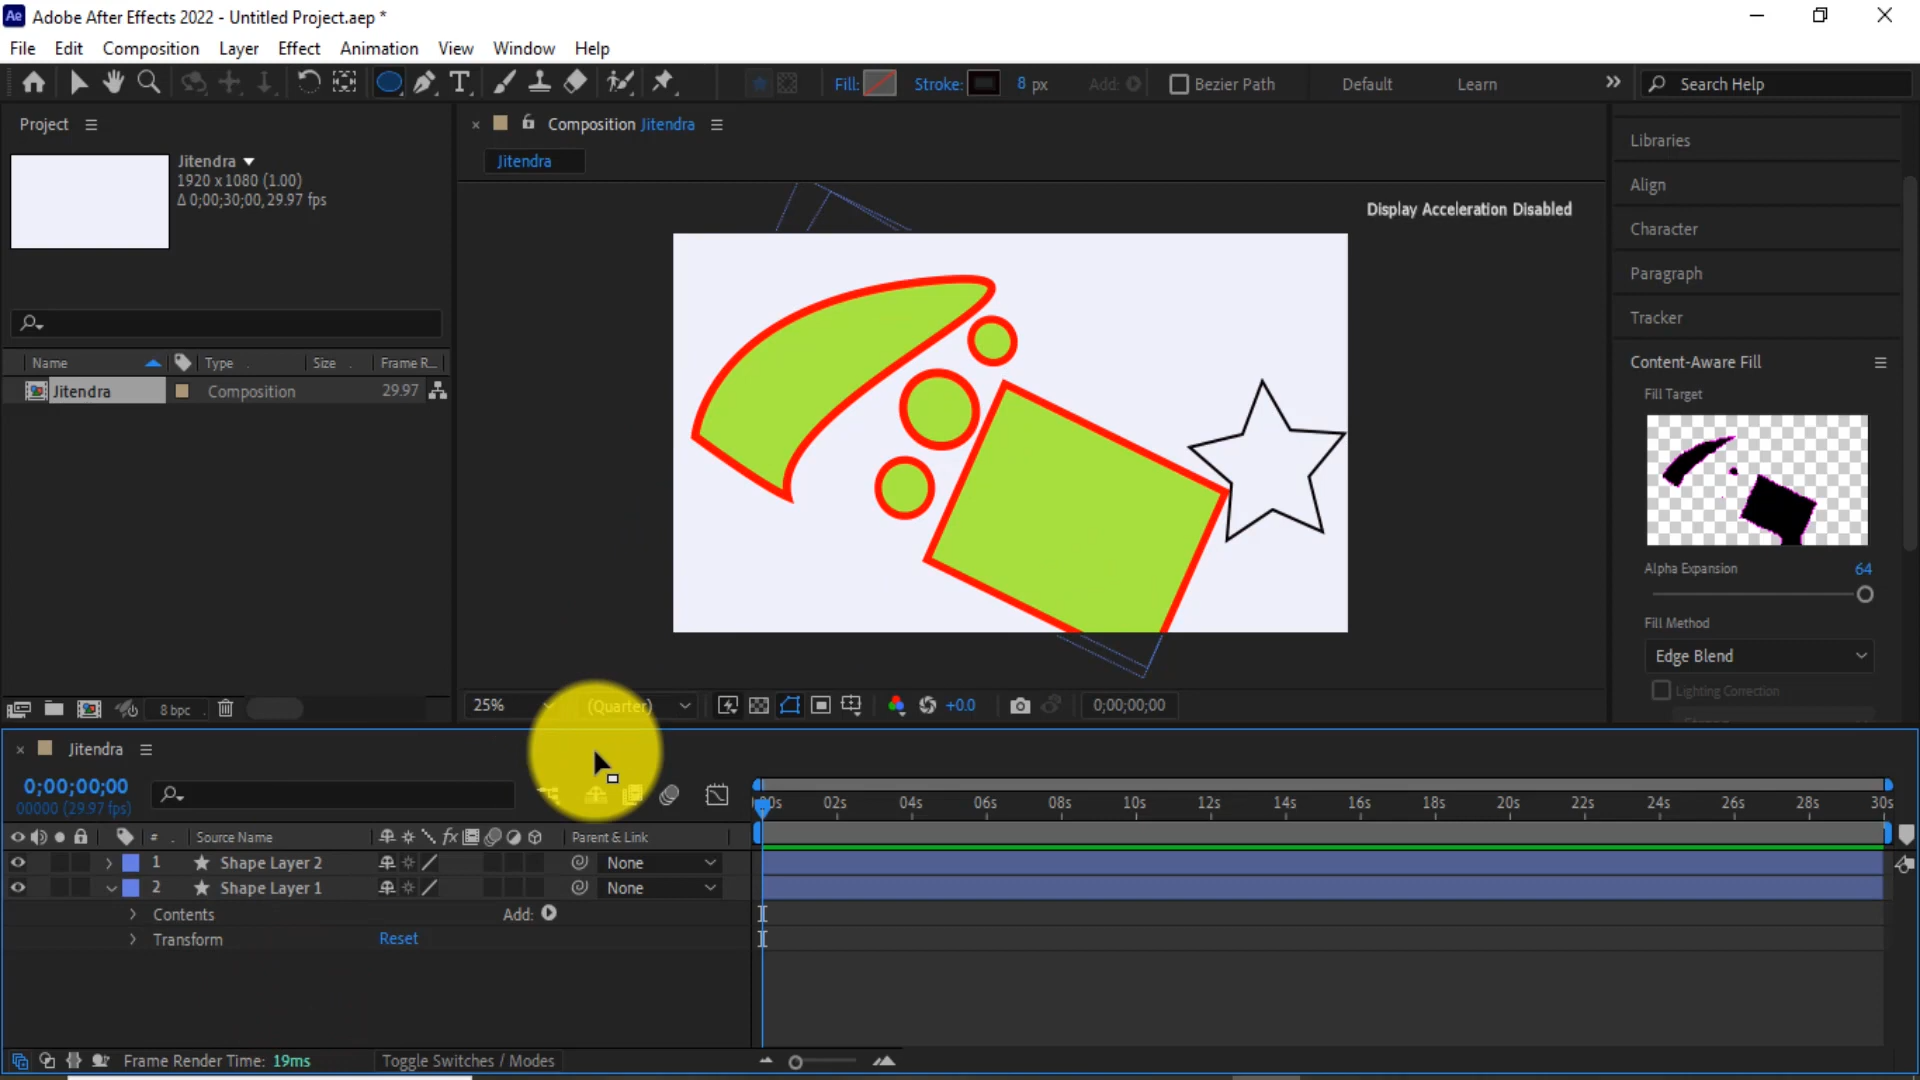 Ae Adobe After Effects 2022 - Untitled Project.aep *
File Edit Composition Layer Effect Animation View Window Help
Fill: Stroke: 8 px Add: Bezier Path Default Learn Search Help
Project
Composition Jitendra
Jitendra
Jitendra
1920 x 1080 (1.00)
Δ 0;00;30;00, 29.97 fps
Display Acceleration Disabled
Libraries
Align
Character
Paragraph
Tracker
Content-Aware Fill
Fill Target
Alpha Expansion 64
Fill Method
Edge Blend
Lighting Correction
Name Type Size Frame R...
Jitendra Composition 29.97
8 bpc
25% (Quarter) +0.0 0;00;00;00
Jitendra
0;00;00;00
00000 (29.97 fps)
02s 04s 06s 08s 10s 12s 14s 16s 18s 20s 22s 24s 26s 28s 30s
# Source Name fx Parent & Link
1 Shape Layer 2 None
2 Shape Layer 1 None
Contents Add:
Transform Reset
Frame Render Time: 19ms Toggle Switches / Modes